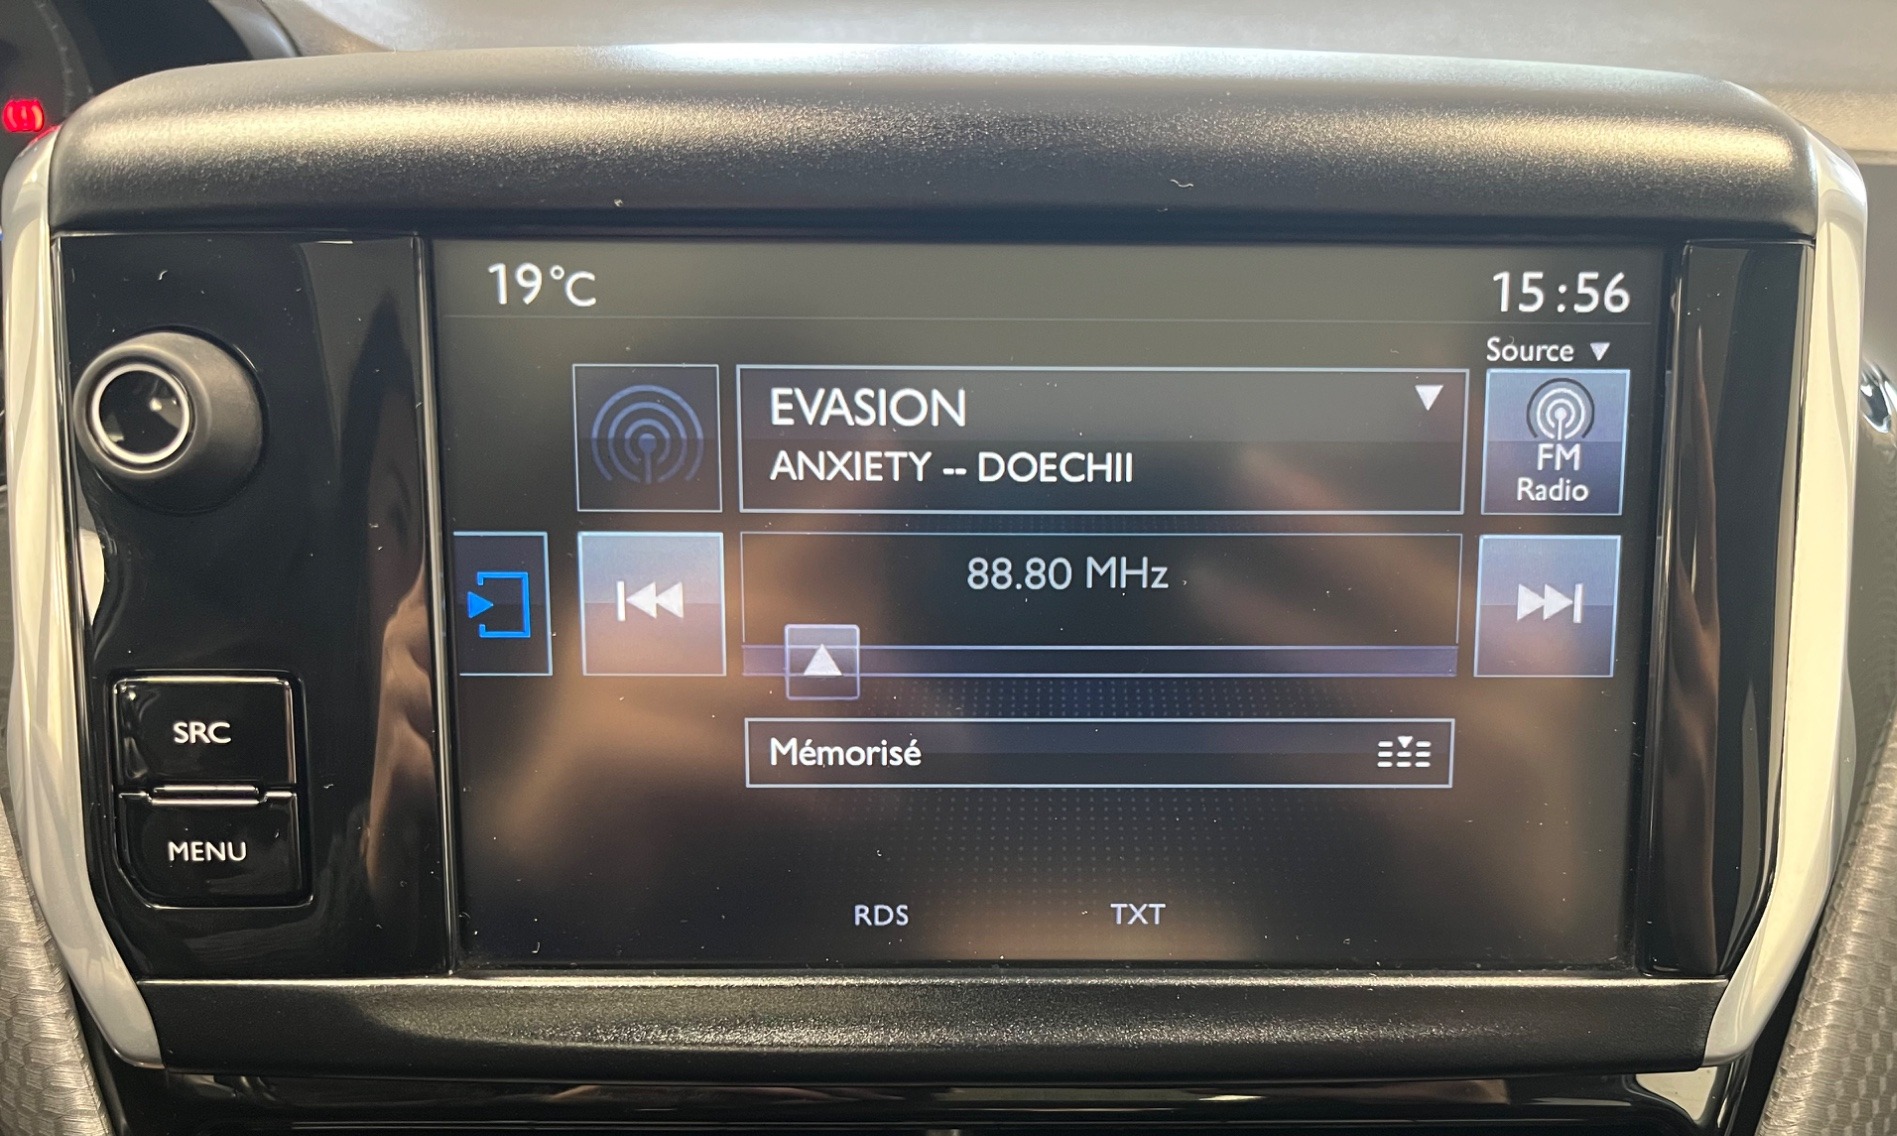 19°C
15:56
Source
EVASION
ANXIETY -- DOECHII
FM
Radio
88.80 MHz
Mémorisé
SRC
MENU
RDS
TXT